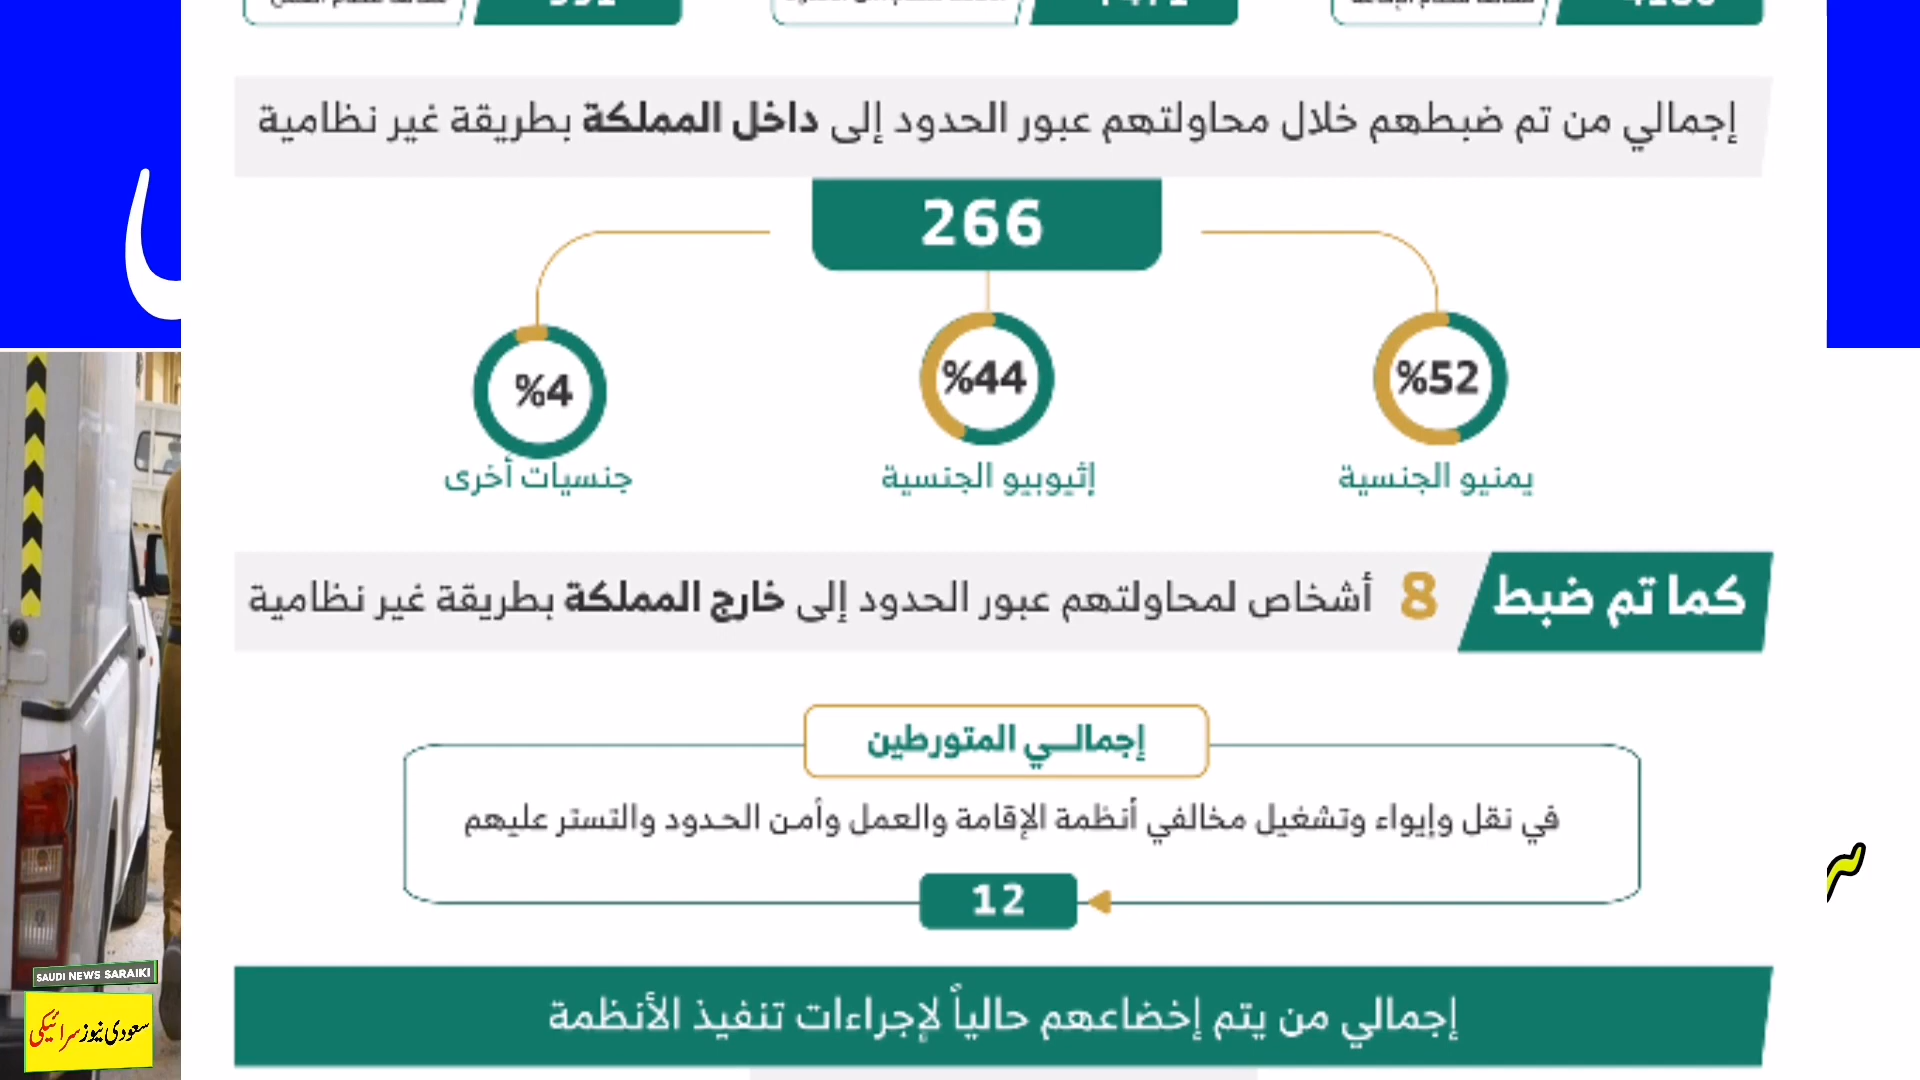 إجمالي من تم ضبطهم خلال محاولتهم عبور الحدود إلى داخل المملكة بطريقة غير نظامية
266
%52
%44
%4
يمنيو الجنسية
إثيوبيو الجنسية
جنسيات أخرى
كما تم ضبط 8 أشخاص لمحاولتهم عبور الحدود إلى خارج المملكة بطريقة غير نظامية
إجمالـــي المتورطين
في نقل وإيواء وتشغيل مخالفي أنظمة الإقامة والعمل وأمن الحدود والتستر عليهم
12
إجمالي من يتم إخضاعهم حالياً لإجراءات تنفيذ الأنظمة
SAUDI NEWS SARAIKI
سعودی نیوز سرائیکی